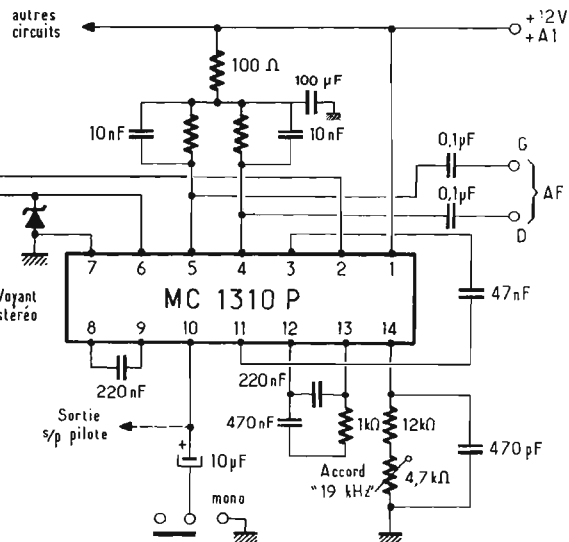 autres
circuits
+12V
+A1
100 Ω
100 µF
10nF
10nF
0,1µF
G
0,1µF
AF
D
7 6 5 4 3 2 1
MC 1310 P
47nF
stéréo
8 9 10 11 12 13 14
220nF
220nF
Sortie
s/p pilote
470nF
1kΩ
12kΩ
470pF
+
10µF
Accord
"19 kHz"
4,7kΩ
mono